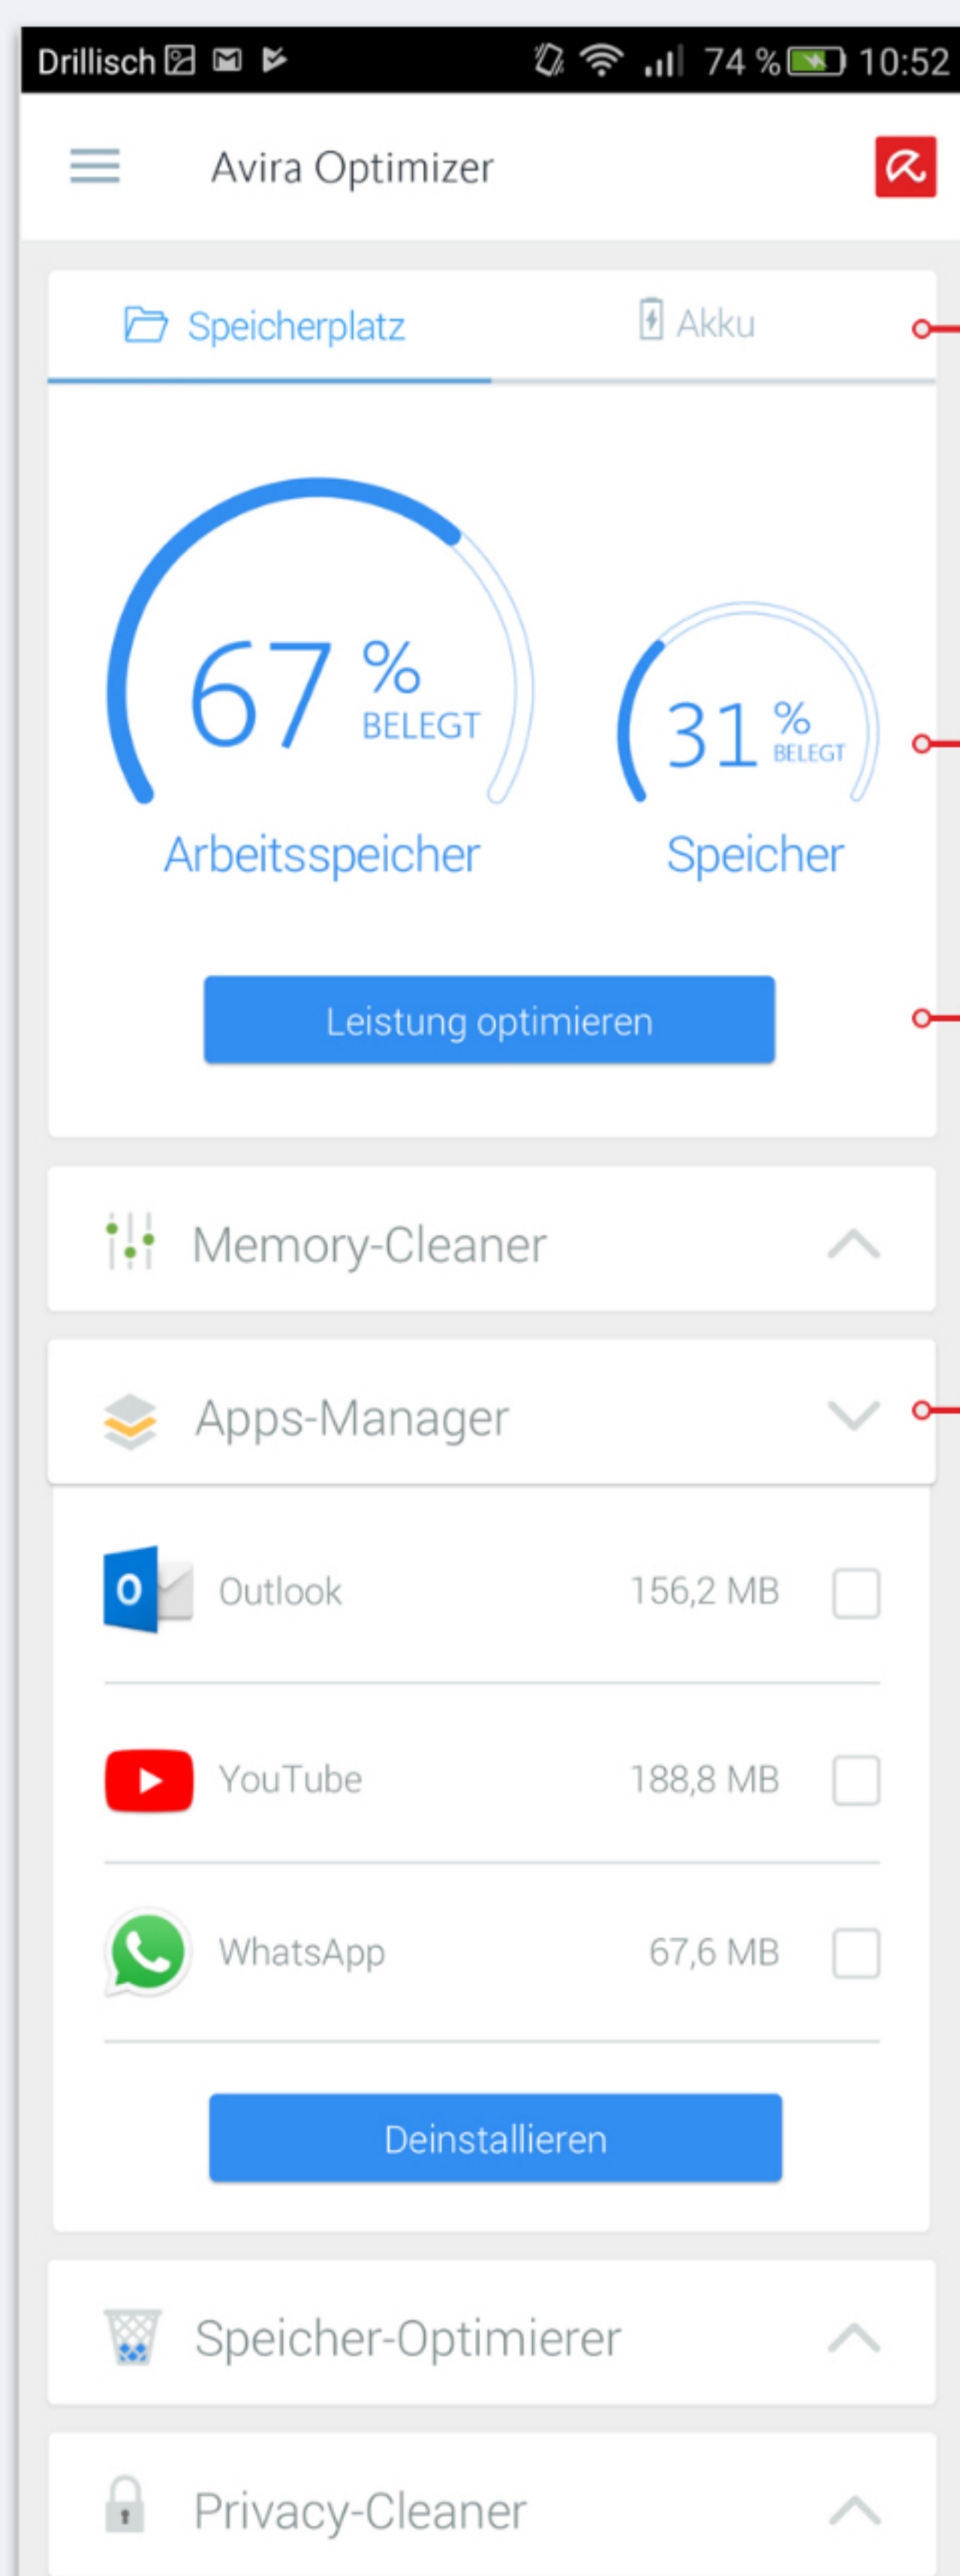 Drillisch 74 % 10:52
Avira Optimizer
Speicherplatz Akku
67 % BELEGT 31 % BELEGT
Arbeitsspeicher Speicher
Leistung optimieren
Memory-Cleaner
Apps-Manager
Outlook 156,2 MB
YouTube 188,8 MB
WhatsApp 67,6 MB
Deinstallieren
Speicher-Optimierer
Privacy-Cleaner